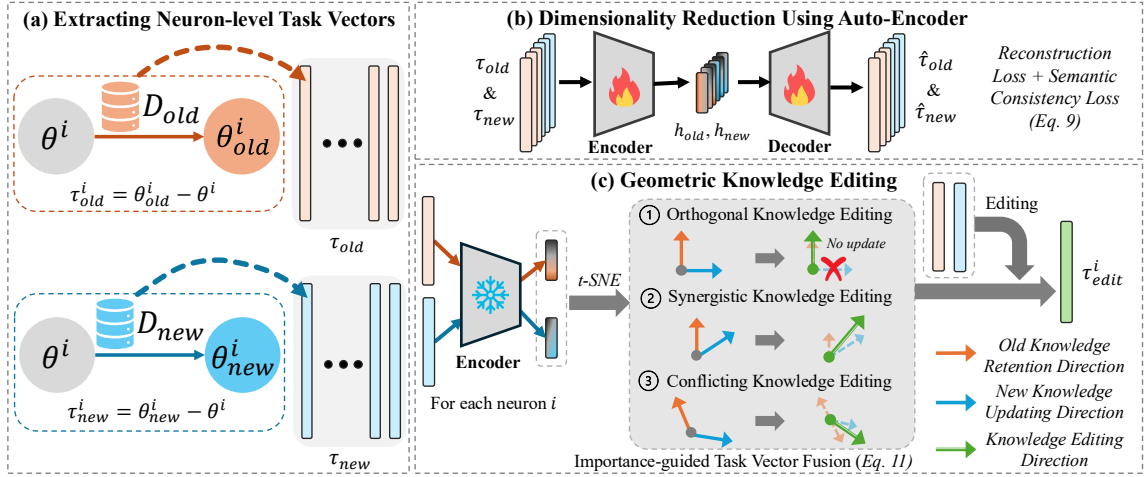 (a) Extracting Neuron-level Task Vectors
θ^i
D_old
θ^i_old
τ^i_old = θ^i_old − θ^i
τ_old
θ^i
D_new
θ^i_new
τ^i_new = θ^i_new − θ^i
τ_new
(b) Dimensionality Reduction Using Auto-Encoder
τ_old
&
τ_new
Encoder
h_old, h_new
Decoder
τ̂_old
&
τ̂_new
Reconstruction
Loss + Semantic
Consistency Loss
(Eq. 9)
(c) Geometric Knowledge Editing
Encoder
For each neuron i
t-SNE
① Orthogonal Knowledge Editing
No update
② Synergistic Knowledge Editing
③ Conflicting Knowledge Editing
Importance-guided Task Vector Fusion (Eq. 11)
Editing
τ^i_edit
Old Knowledge
Retention Direction
New Knowledge
Updating Direction
Knowledge Editing
Direction